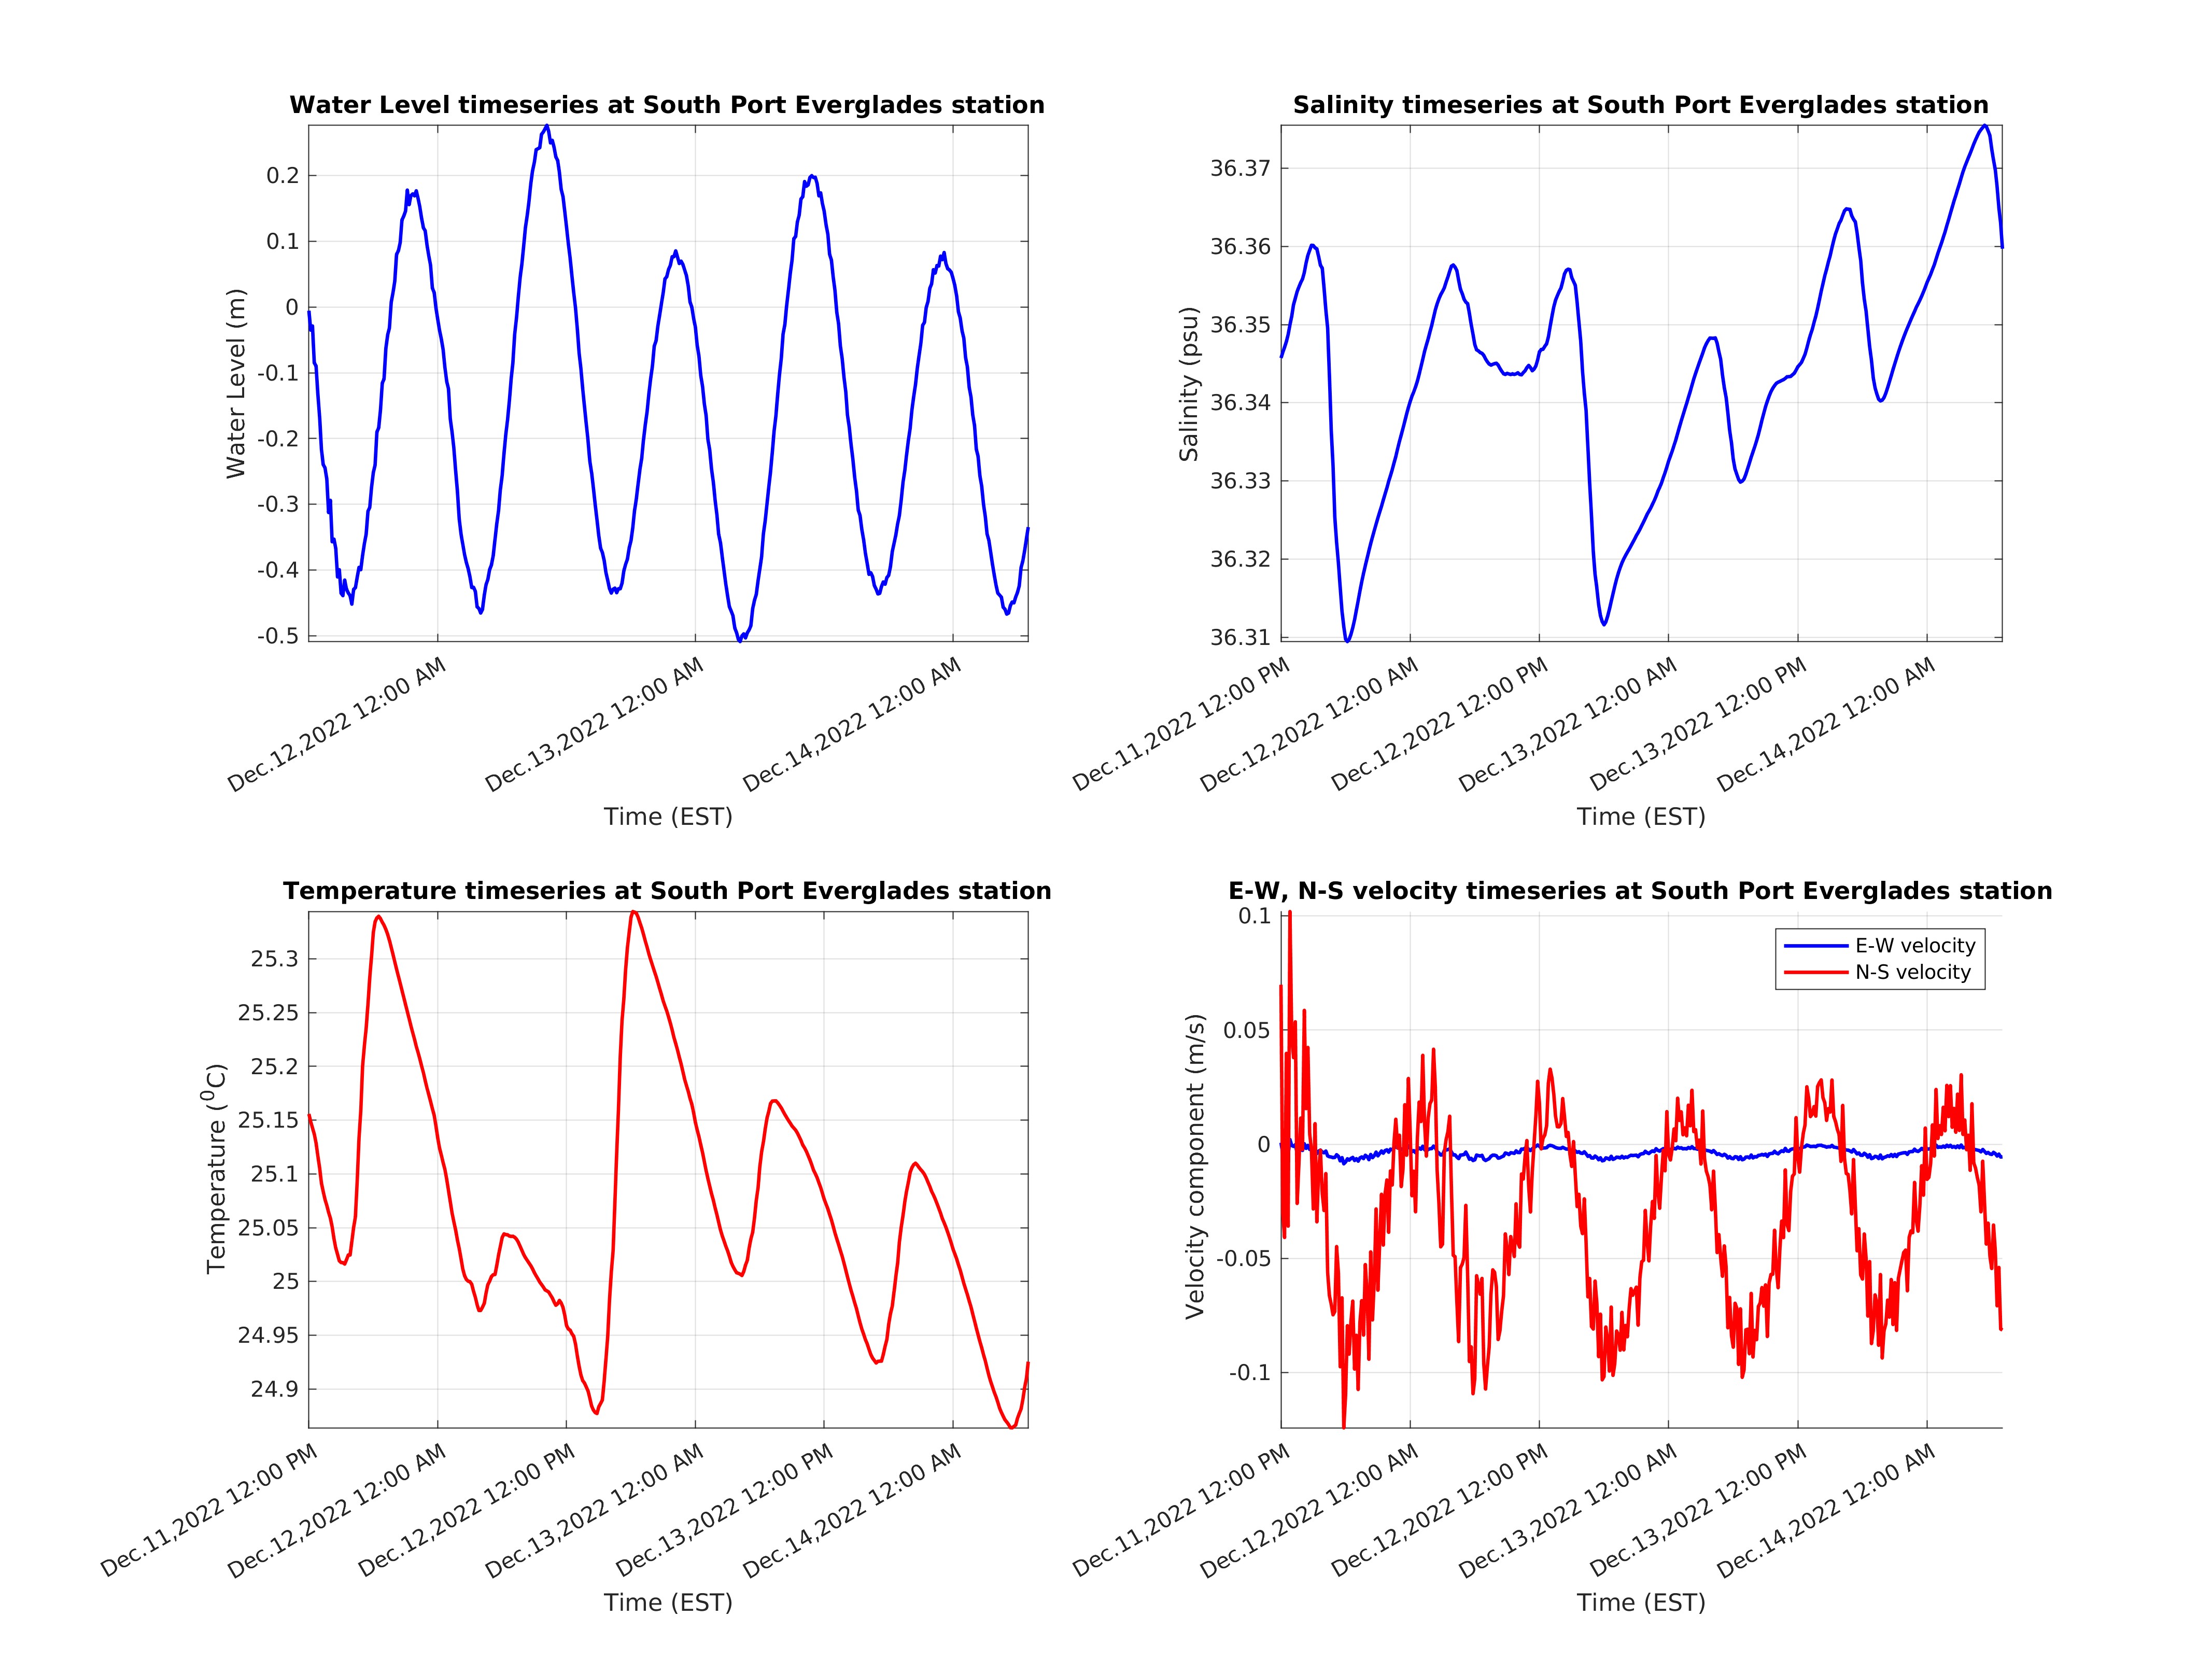 Water Level timeseries at South Port Everglades station
Water Level (m)
0.2
0.1
0
-0.1
-0.2
-0.3
-0.4
-0.5
Dec.12,2022 12:00 AM
Dec.13,2022 12:00 AM
Dec.14,2022 12:00 AM
Time (EST)
Salinity timeseries at South Port Everglades station
Salinity (psu)
36.37
36.36
36.35
36.34
36.33
36.32
36.31
Dec.11,2022 12:00 PM
Dec.12,2022 12:00 AM
Dec.12,2022 12:00 PM
Dec.13,2022 12:00 AM
Dec.13,2022 12:00 PM
Dec.14,2022 12:00 AM
Time (EST)
Temperature timeseries at South Port Everglades station
Temperature (⁰C)
25.3
25.25
25.2
25.15
25.1
25.05
25
24.95
24.9
Dec.11,2022 12:00 PM
Dec.12,2022 12:00 AM
Dec.12,2022 12:00 PM
Dec.13,2022 12:00 AM
Dec.13,2022 12:00 PM
Dec.14,2022 12:00 AM
Time (EST)
E-W, N-S velocity timeseries at South Port Everglades station
Velocity component (m/s)
0.1
0.05
0
-0.05
-0.1
E-W velocity
N-S velocity
Dec.11,2022 12:00 PM
Dec.12,2022 12:00 AM
Dec.12,2022 12:00 PM
Dec.13,2022 12:00 AM
Dec.13,2022 12:00 PM
Dec.14,2022 12:00 AM
Time (EST)